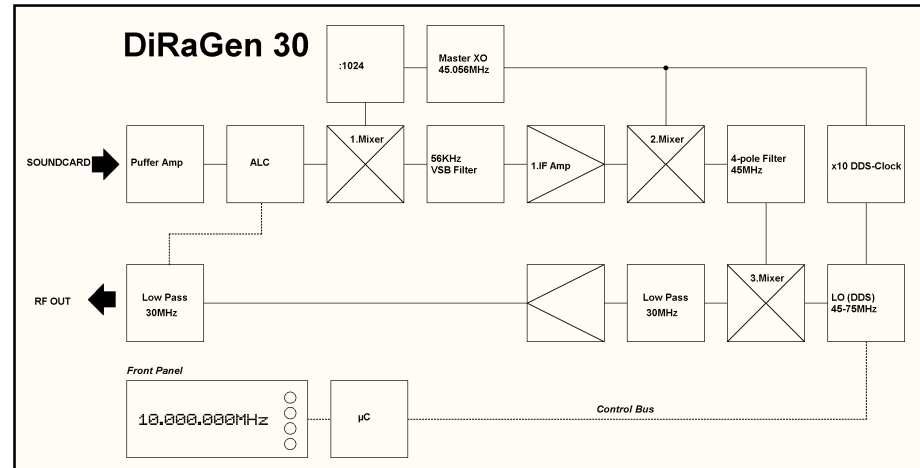 DiRaGen 30
:1024
Master XO
45.056MHz
SOUNDCARD
Puffer Amp
ALC
1.Mixer
56KHz
VSB Filter
1.IF Amp
2.Mixer
4-pole Filter
45MHz
x10 DDS-Clock
RF OUT
Low Pass
30MHz
Low Pass
30MHz
3.Mixer
LO (DDS)
45-75MHz
Front Panel
10.000.000MHz
µC
Control Bus